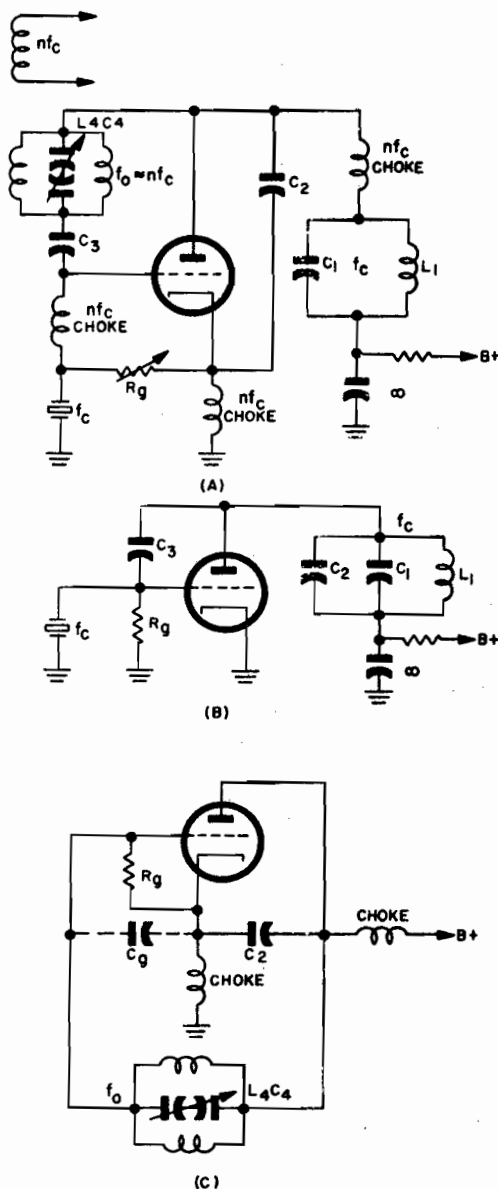 nfc
L4C4
fo≈nfc
nfc
CHOKE
C2
C3
C1
fc
L1
nfc
CHOKE
Rg
B+
fc
nfc
CHOKE
∞
(A)
C3
fc
C2
C1
L1
fc
Rg
B+
∞
(B)
Rg
CHOKE
B+
Cg
C2
CHOKE
fo
L4C4
(C)